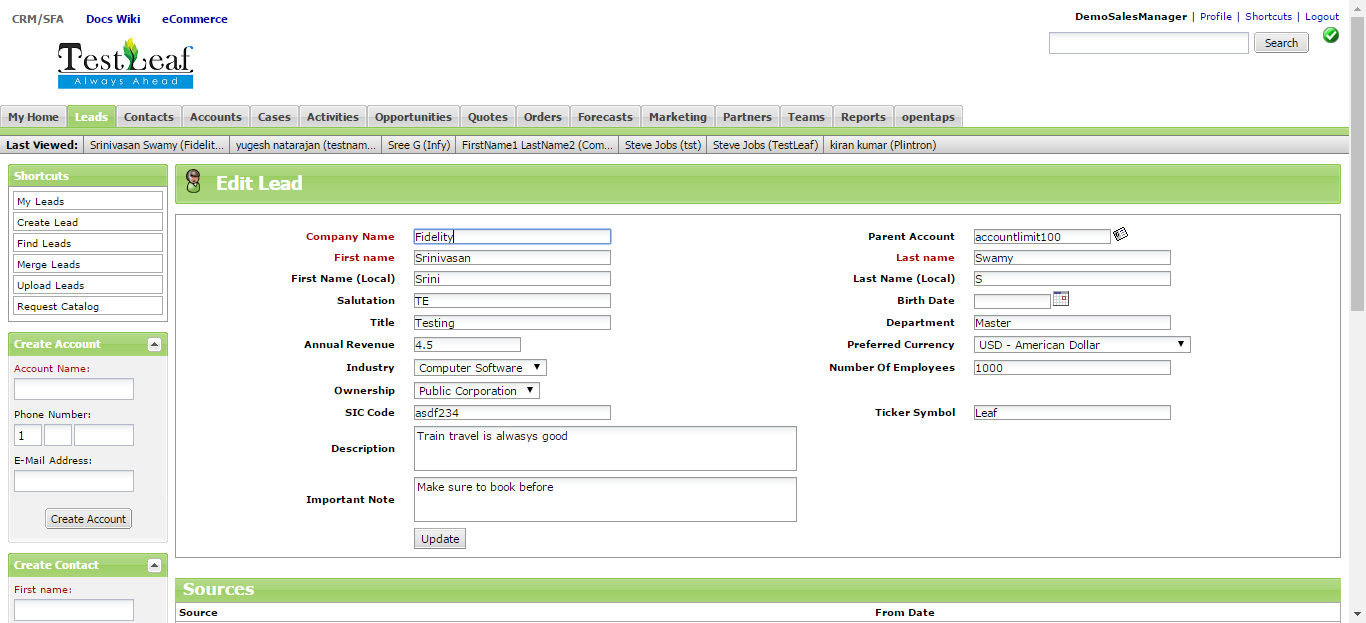 CRM/SFA Docs Wiki eCommerce
DemoSalesManager | Profile | Shortcuts | Logout
TestLeaf
Always Ahead
Search
My Home Leads Contacts Accounts Cases Activities Opportunities Quotes Orders Forecasts Marketing Partners Teams Reports opentaps
Last Viewed: Srinivasan Swamy (Fidelit... yugesh natarajan (testnam... Sree G (Infy) FirstName1 LastName2 (Com... Steve Jobs (tst) Steve Jobs (TestLeaf) kiran kumar (Plintron)
Shortcuts
My Leads
Create Lead
Find Leads
Merge Leads
Upload Leads
Request Catalog
Create Account
Account Name:
Phone Number:
1
E-Mail Address:
Create Account
Create Contact
First name:
Edit Lead
Company Name Fidelity Parent Account accountlimit100
First name Srinivasan Last name Swamy
First Name (Local) Srini Last Name (Local) S
Salutation TE Birth Date
Title Testing Department Master
Annual Revenue 4.5 Preferred Currency USD - American Dollar
Industry Computer Software Number Of Employees 1000
Ownership Public Corporation
SIC Code asdf234 Ticker Symbol Leaf
Description Train travel is alwasys good
Important Note Make sure to book before
Update
Sources
Source From Date